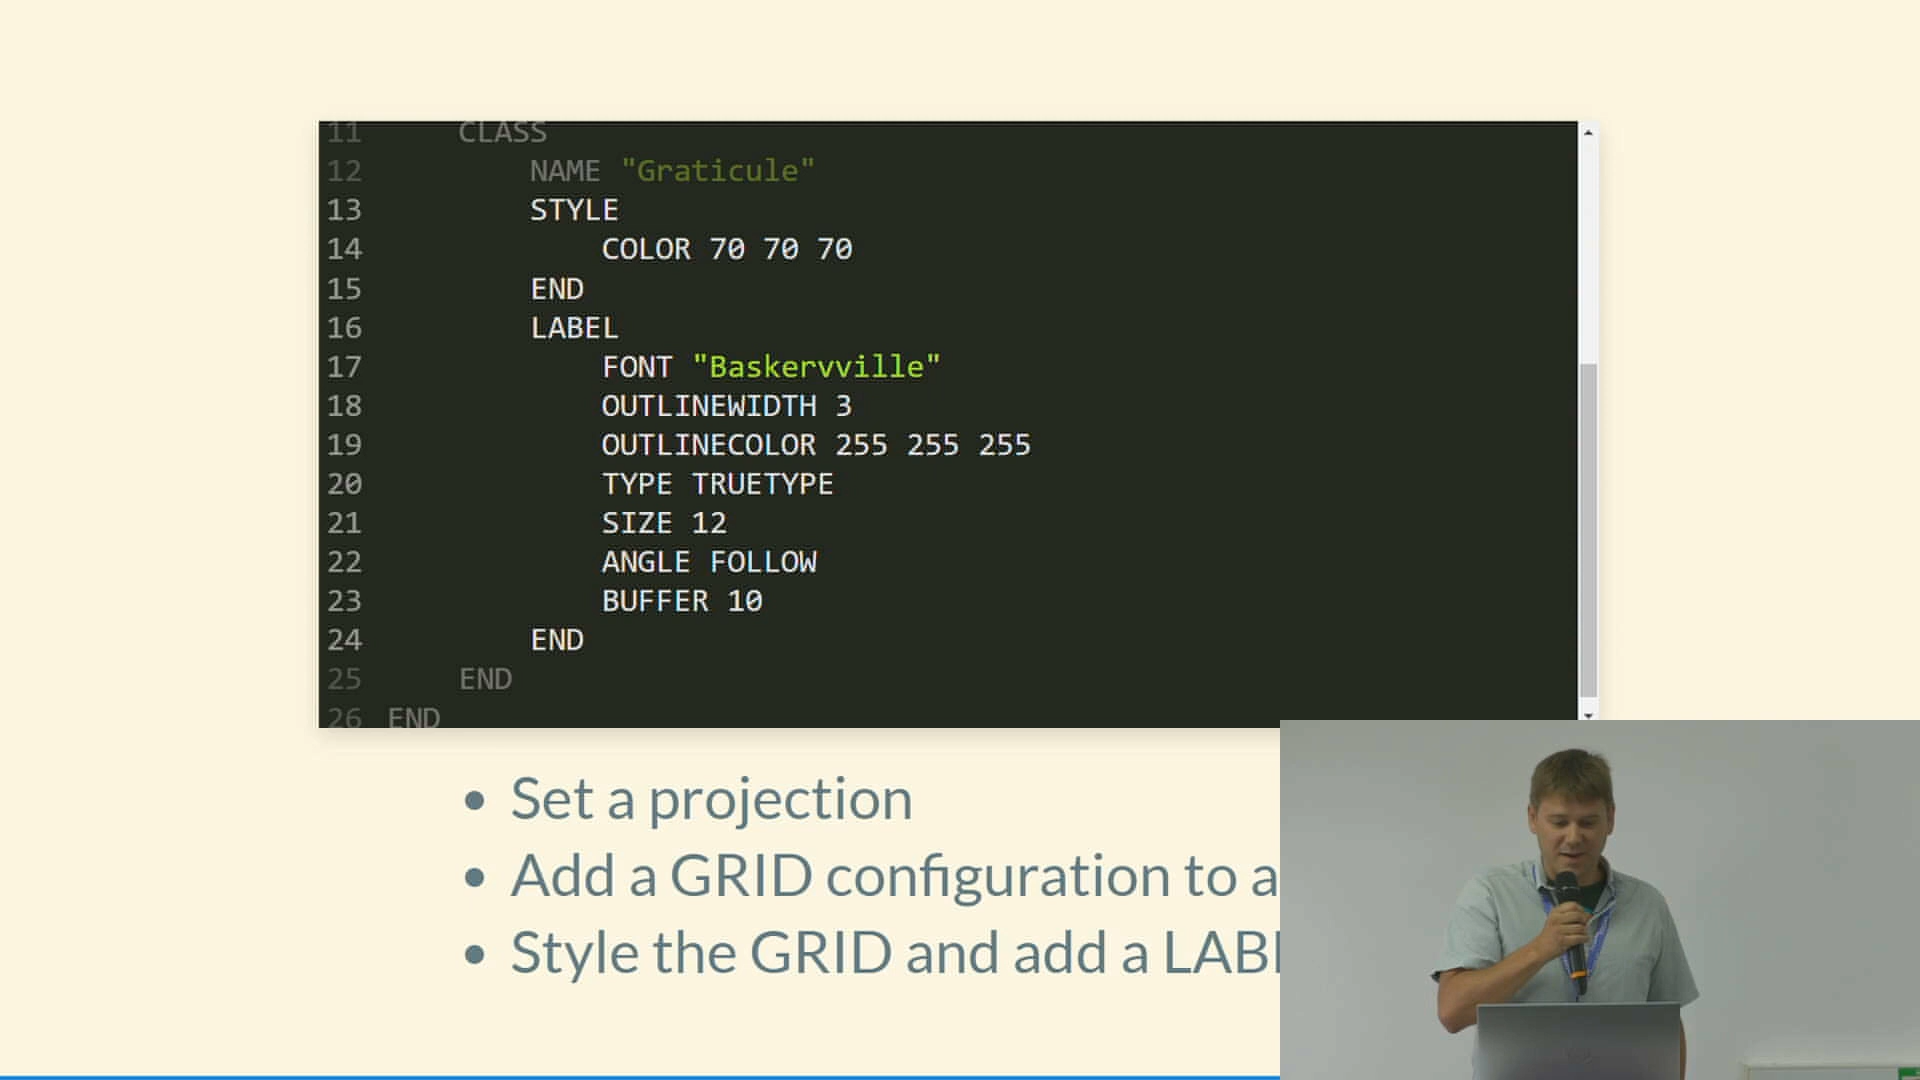 11 CLASS
12 NAME "Graticule"
13 STYLE
14 COLOR 70 70 70
15 END
16 LABEL
17 FONT "Baskervville"
18 OUTLINEWIDTH 3
19 OUTLINECOLOR 255 255 255
20 TYPE TRUETYPE
21 SIZE 12
22 ANGLE FOLLOW
23 BUFFER 10
24 END
25 END
26 END
• Set a projection
• Add a GRID configuration to a
• Style the GRID and add a